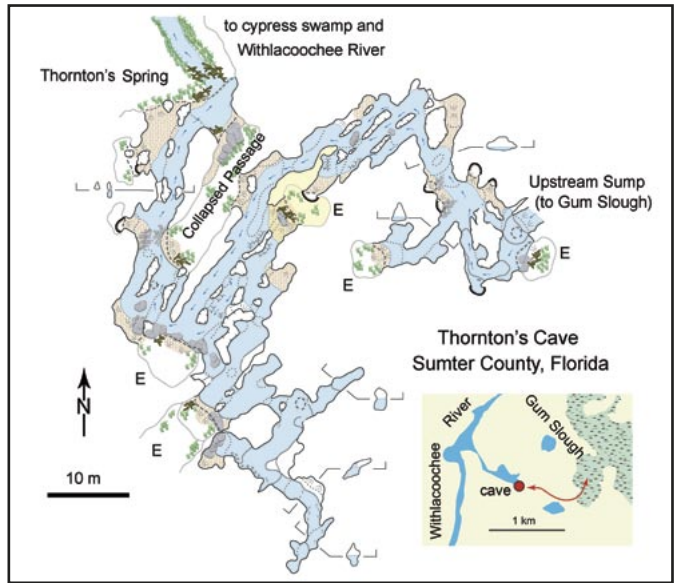 to cypress swamp and
Withlacoochee River
Thornton's Spring
Collapsed Passage
Upstream Sump
(to Gum Slough)
E
E
E
E
E
N
10 m
Thornton's Cave
Sumter County, Florida
River
Withlacoochee
Gum Slough
cave
1 km